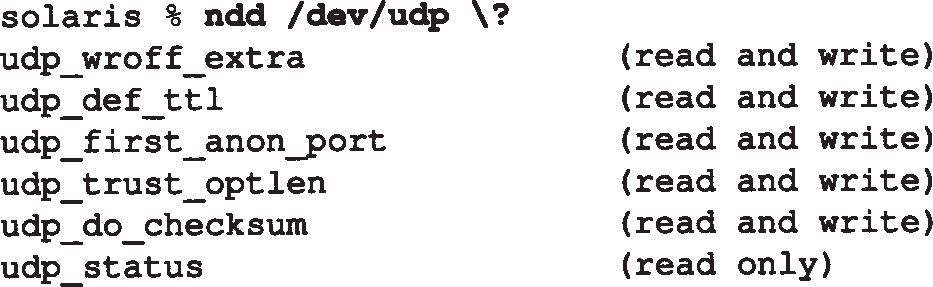 solaris % ndd /dev/udp \?
udp_wroff_extra (read and write)
udp_def_ttl (read and write)
udp_first_anon_port (read and write)
udp_trust_optlen (read and write)
udp_do_checksum (read and write)
udp_status (read only)